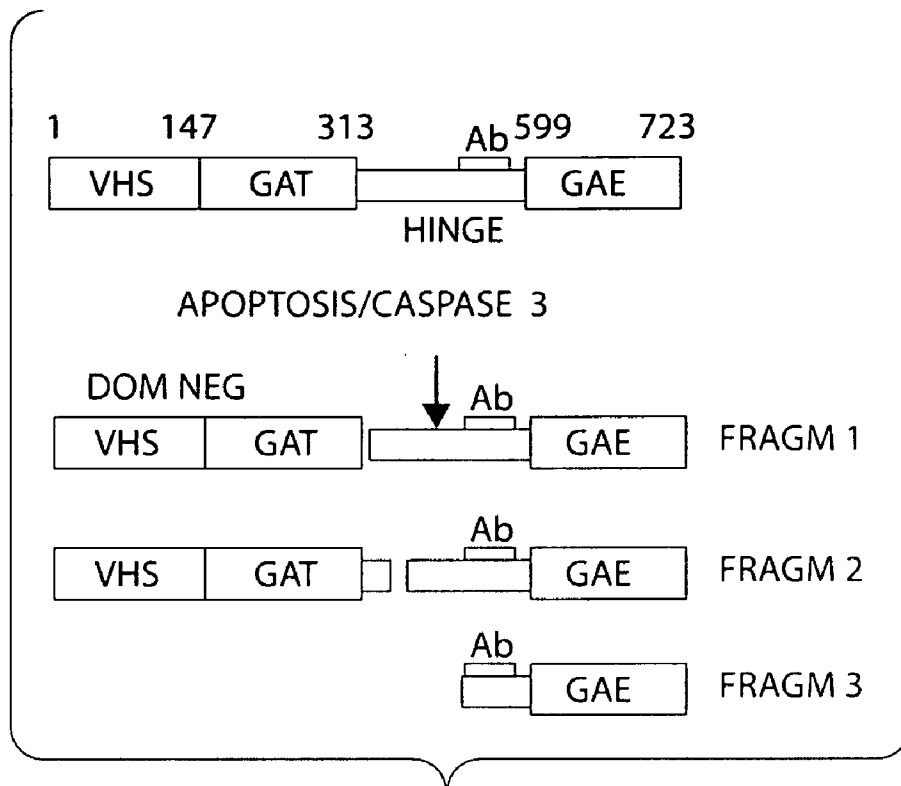 1 147 313 Ab 599 723
VHS GAT GAE
HINGE
APOPTOSIS/CASPASE 3
DOM NEG Ab
VHS GAT GAE FRAGM 1
Ab
VHS GAT GAE FRAGM 2
Ab
GAE FRAGM 3